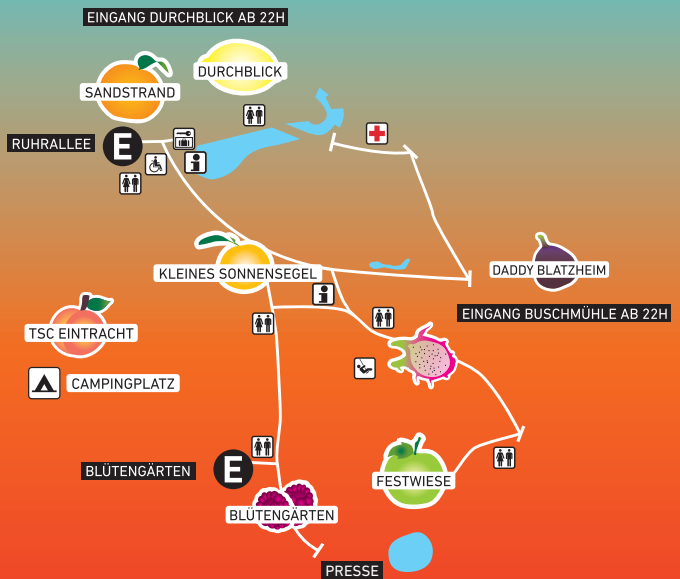 EINGANG DURCHBLICK AB 22H
DURCHBLICK
SANDSTRAND
RUHRALLEE
E
i
KLEINES SONNENSEGEL
DADDY BLATZHEIM
i
EINGANG BUSCHMÜHLE AB 22H
TSC EINTRACHT
CAMPINGPLATZ
BLÜTENGÄRTEN
E
FESTWIESE
BLÜTENGÄRTEN
PRESSE